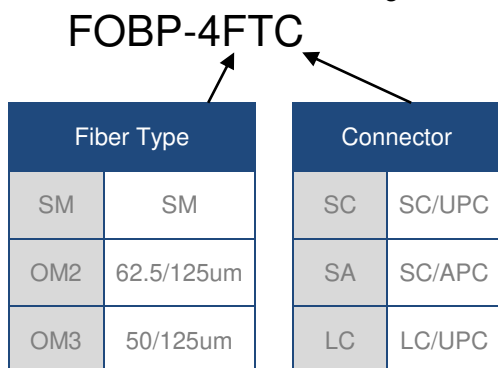 FOBP-4FTC
Fiber Type
Connector
SM SM
SC SC/UPC
OM2 62.5/125um
SA SC/APC
OM3 50/125um
LC LC/UPC